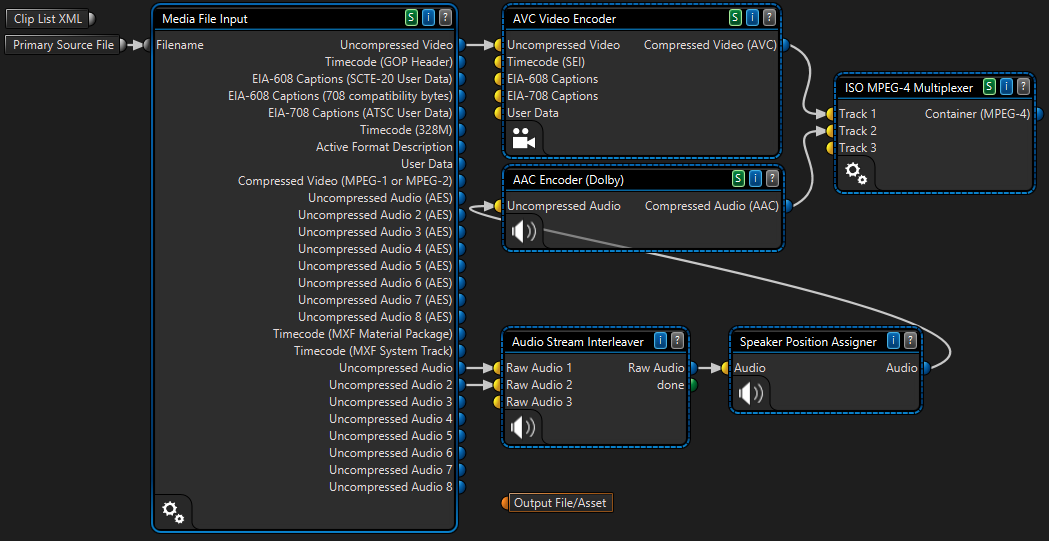 Clip List XML
Primary Source File
Media File Input
S i ?
Filename
Uncompressed Video
Timecode (GOP Header)
EIA-608 Captions (SCTE-20 User Data)
EIA-608 Captions (708 compatibility bytes)
EIA-708 Captions (ATSC User Data)
Timecode (328M)
Active Format Description
User Data
Compressed Video (MPEG-1 or MPEG-2)
Uncompressed Audio (AES)
Uncompressed Audio 2 (AES)
Uncompressed Audio 3 (AES)
Uncompressed Audio 4 (AES)
Uncompressed Audio 5 (AES)
Uncompressed Audio 6 (AES)
Uncompressed Audio 7 (AES)
Uncompressed Audio 8 (AES)
Timecode (MXF Material Package)
Timecode (MXF System Track)
Uncompressed Audio
Uncompressed Audio 2
Uncompressed Audio 3
Uncompressed Audio 4
Uncompressed Audio 5
Uncompressed Audio 6
Uncompressed Audio 7
Uncompressed Audio 8
AVC Video Encoder
S i ?
Uncompressed Video
Compressed Video (AVC)
Timecode (SEI)
EIA-608 Captions
EIA-708 Captions
User Data
AAC Encoder (Dolby)
S i ?
Uncompressed Audio
Compressed Audio (AAC)
ISO MPEG-4 Multiplexer
S i ?
Track 1
Container (MPEG-4)
Track 2
Track 3
Audio Stream Interleaver
i ?
Raw Audio 1
Raw Audio
Raw Audio 2
done
Raw Audio 3
Speaker Position Assigner
i ?
Audio
Audio
Output File/Asset